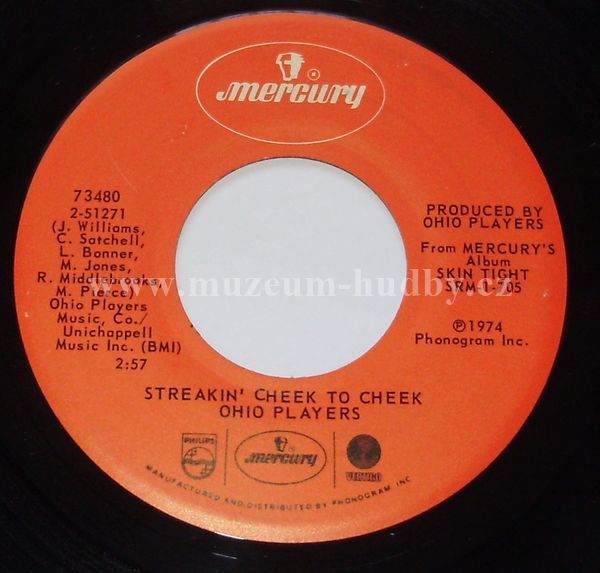 mercury
®
73480
2-51271
(J. Williams,
C. Satchell,
L. Bonner,
M. Jones,
R. Middlebrooks,
M. Pierce)
Ohio Players
Music, Co./
Unichappell
Music Inc. (BMI)
2:57
PRODUCED BY
OHIO PLAYERS
From MERCURY'S
Album
SKIN TIGHT
SRM-1-705
℗1974
Phonogram Inc.
www.muzeum-hudby.cz
STREAKIN' CHEEK TO CHEEK
OHIO PLAYERS
PHILIPS
mercury
VERTIGO
MANUFACTURED AND DISTRIBUTED BY PHONOGRAM INC